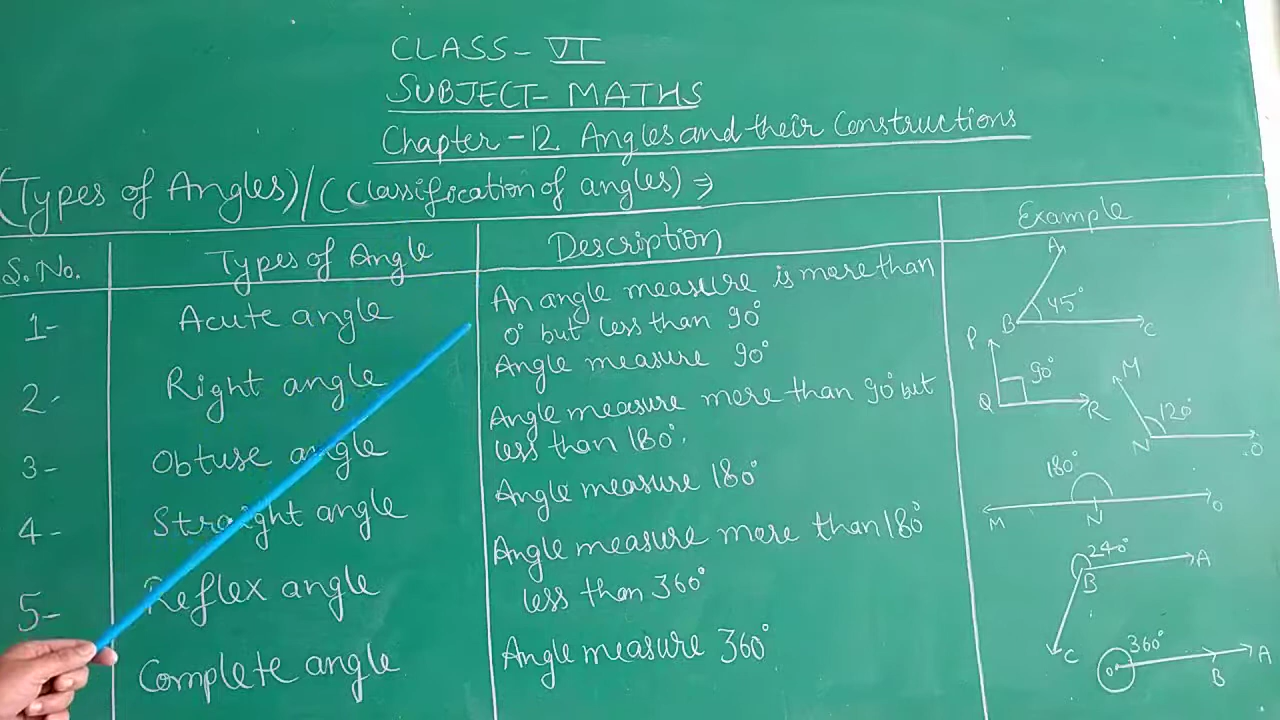 CLASS- VI
SUBJECT- MATHS
Chapter-12 Angles and their Constructions
(Types of Angles)/(Classification of angles) ⇒
S.No. Types of Angle Description Example
1- Acute angle An angle measure is more than
0° but less than 90°
A B C 45°
2- Right angle Angle measure 90°
P Q R 90°
3- Obtuse angle Angle measure more than 90° but
less than 180°.
M N O 120°
4- Straight angle Angle measure 180°
180° M N O
5- Reflex angle Angle measure more than 180°
less than 360°
240° A B C
Complete angle Angle measure 360°
360° O B A